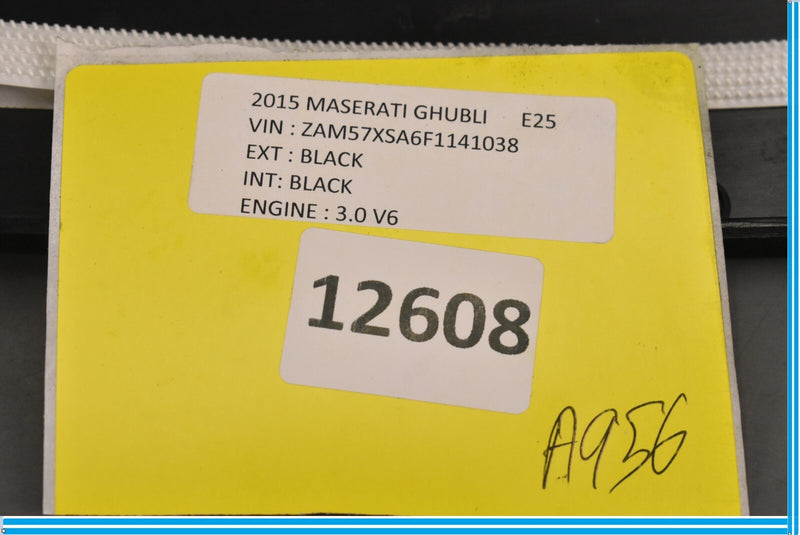 2015 MASERATI GHUBLI E25
VIN : ZAM57XSA6F1141038
EXT : BLACK
INT: BLACK
ENGINE : 3.0 V6
12608
A956